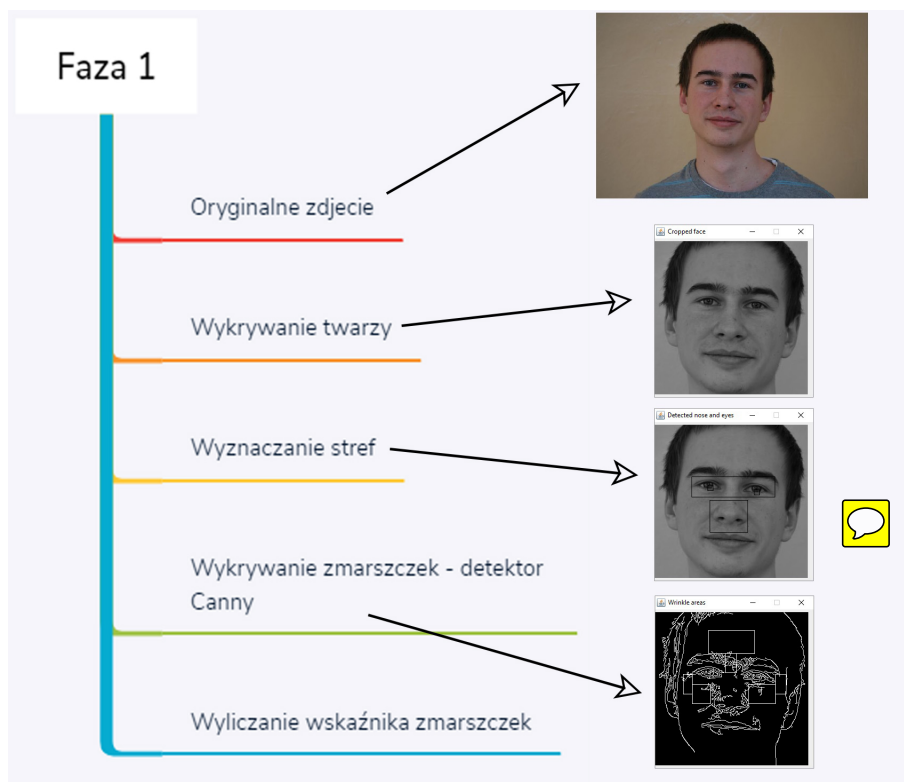 Faza 1
Oryginalne zdjecie
Cropped face
Wykrywanie twarzy
Detected nose and eyes
Wyznaczanie stref
Wykrywanie zmarszczek - detektor
Canny
Wrinkle areas
Wyliczanie wskaźnika zmarszczek